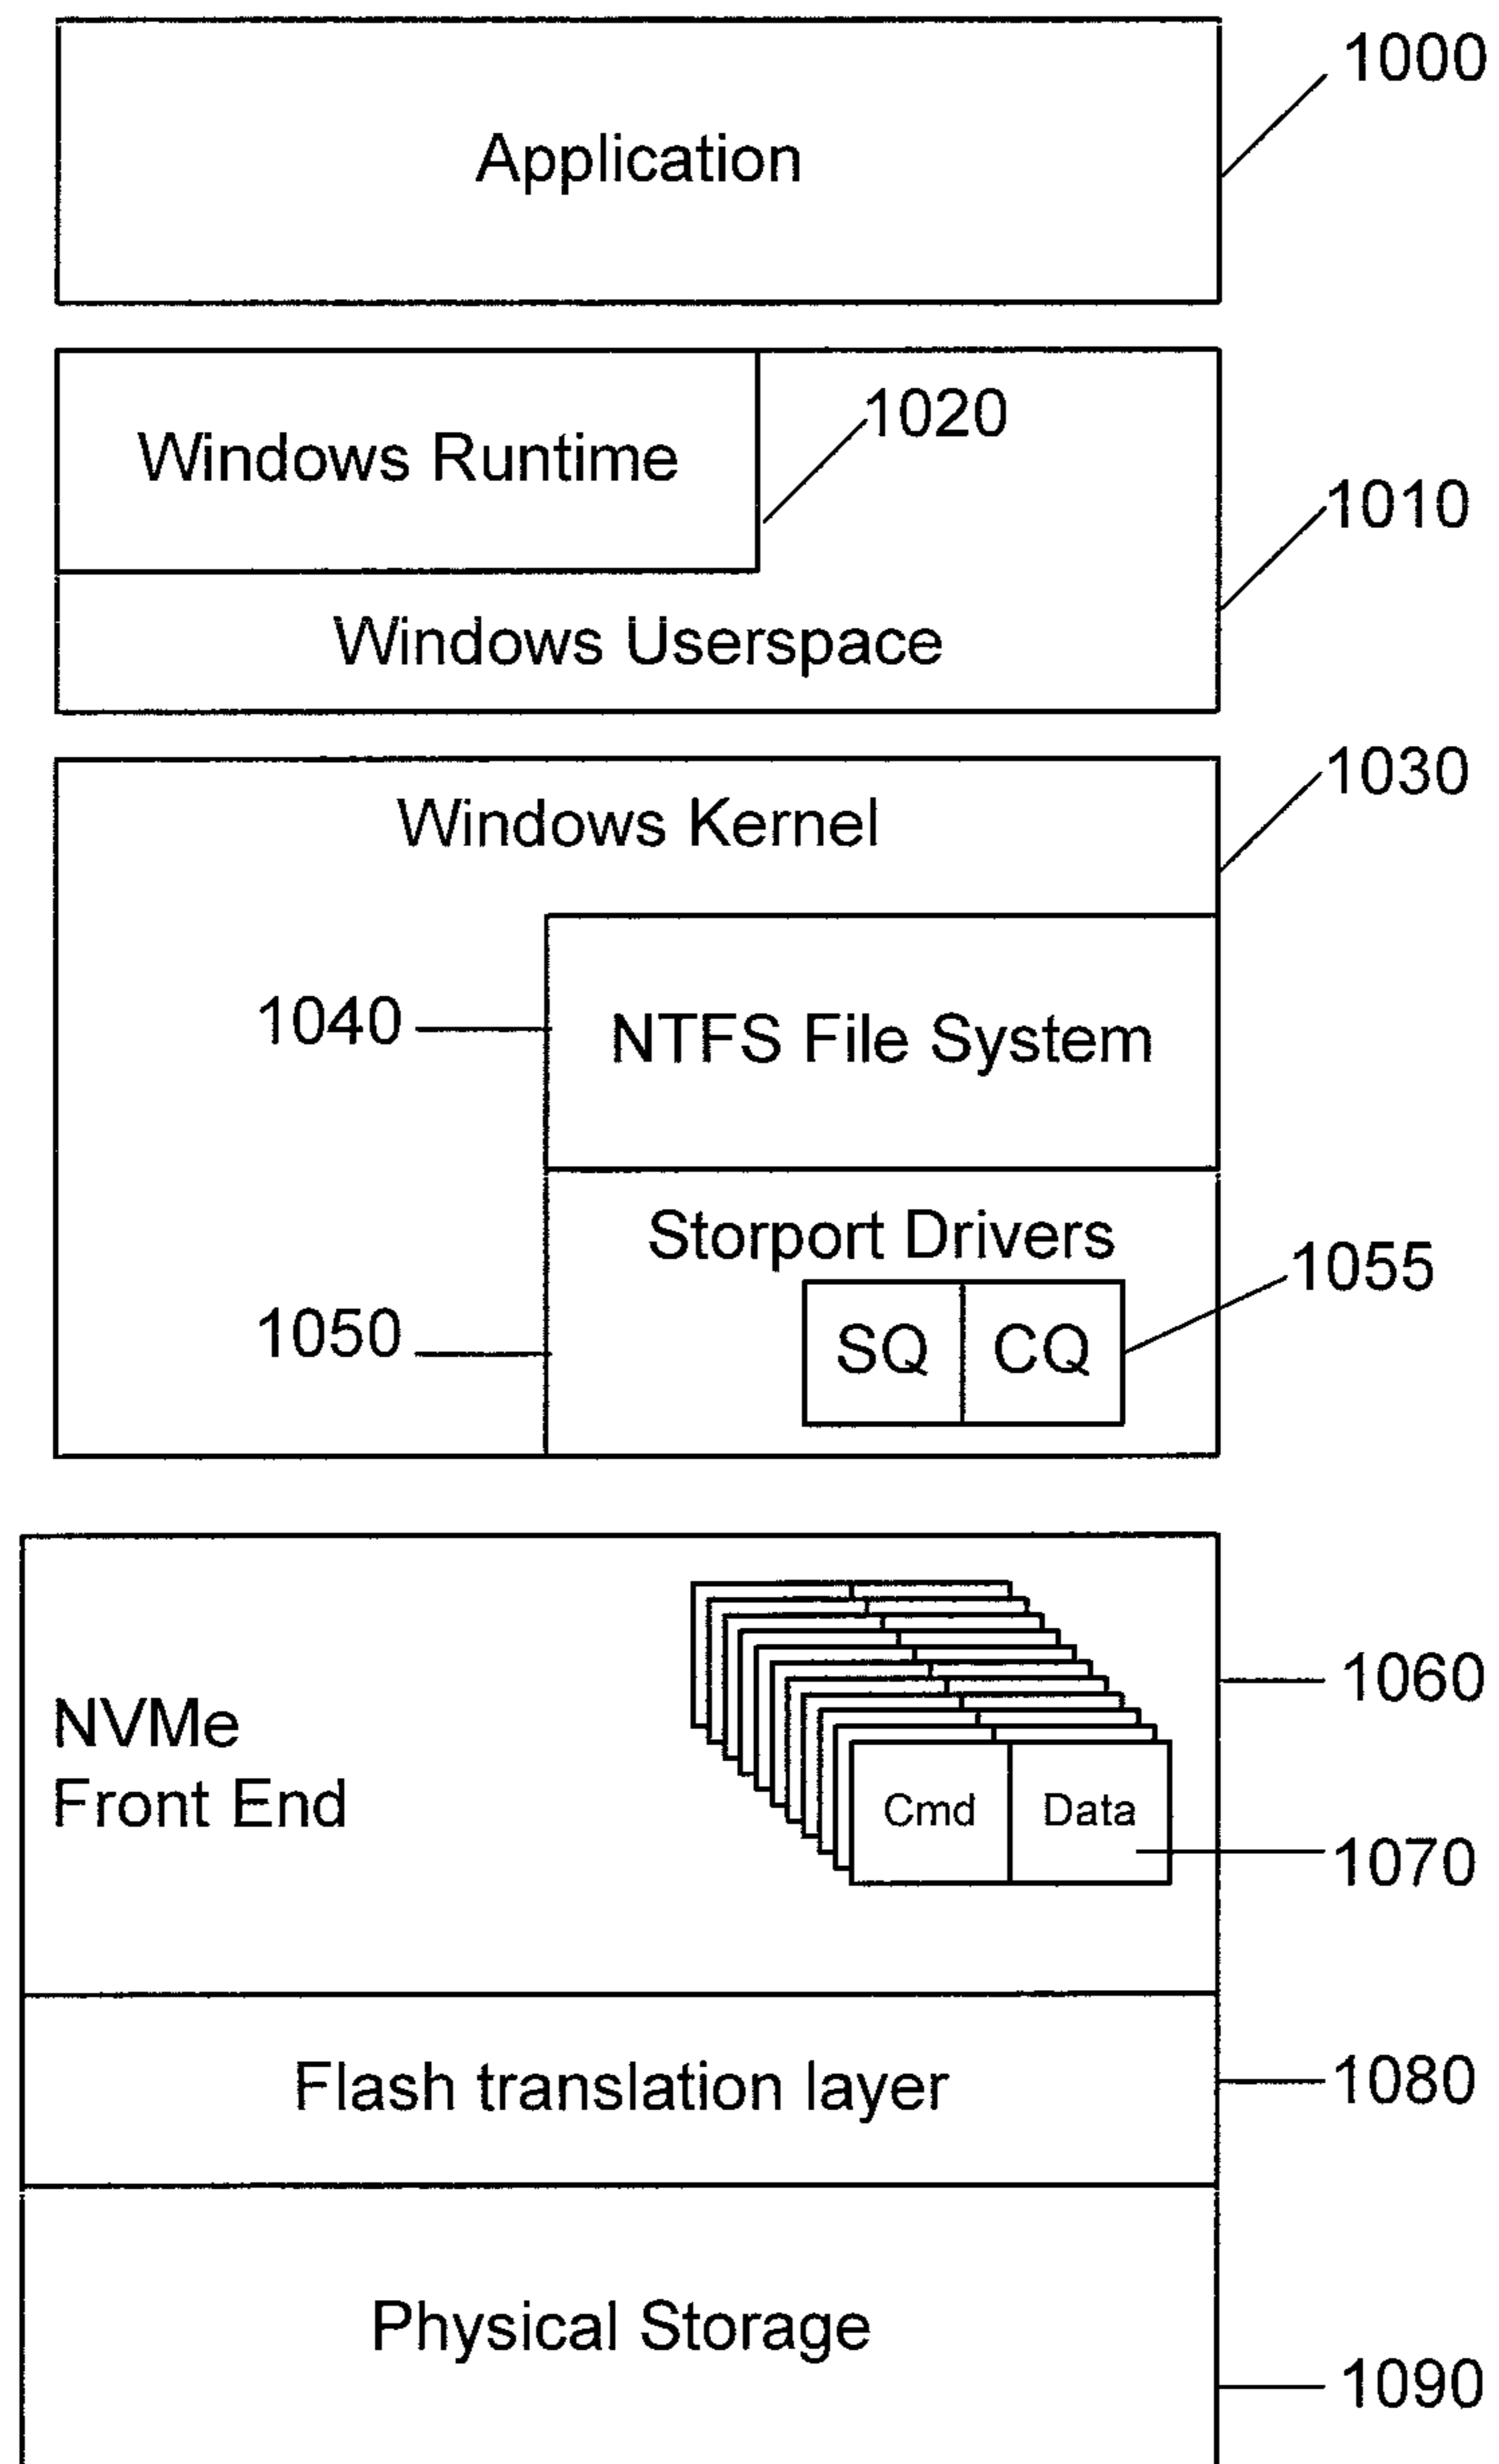 1000
Application
1020
Windows Runtime
1010
Windows Userspace
1030
Windows Kernel
1040
NTFS File System
Storport Drivers
1055
1050
SQ CQ
1060
NVMe
Front End
Cmd Data
1070
Flash translation layer
1080
Physical Storage
1090